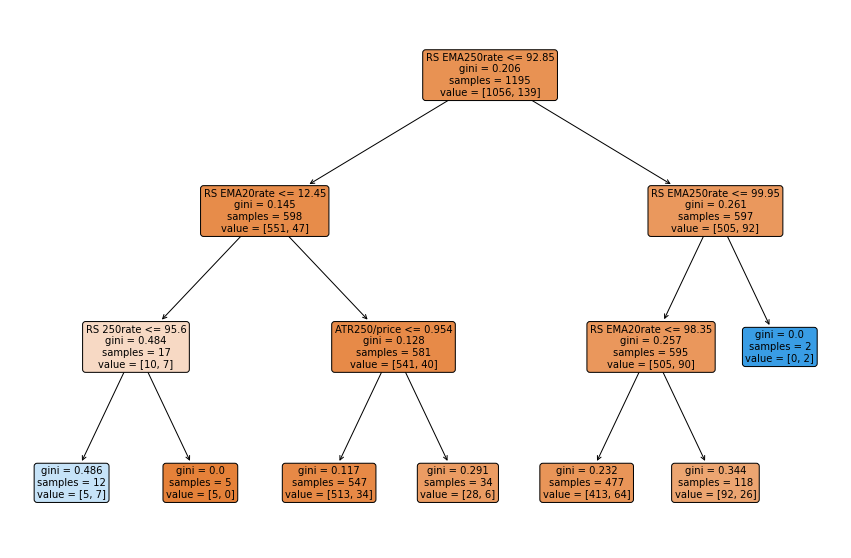 RS EMA250rate <= 92.85
gini = 0.206
samples = 1195
value = [1056, 139]
RS EMA20rate <= 12.45
gini = 0.145
samples = 598
value = [551, 47]
RS EMA250rate <= 99.95
gini = 0.261
samples = 597
value = [505, 92]
RS 250rate <= 95.6
gini = 0.484
samples = 17
value = [10, 7]
ATR250/price <= 0.954
gini = 0.128
samples = 581
value = [541, 40]
RS EMA20rate <= 98.35
gini = 0.257
samples = 595
value = [505, 90]
gini = 0.0
samples = 2
value = [0, 2]
gini = 0.486
samples = 12
value = [5, 7]
gini = 0.0
samples = 5
value = [5, 0]
gini = 0.117
samples = 547
value = [513, 34]
gini = 0.291
samples = 34
value = [28, 6]
gini = 0.232
samples = 477
value = [413, 64]
gini = 0.344
samples = 118
value = [92, 26]